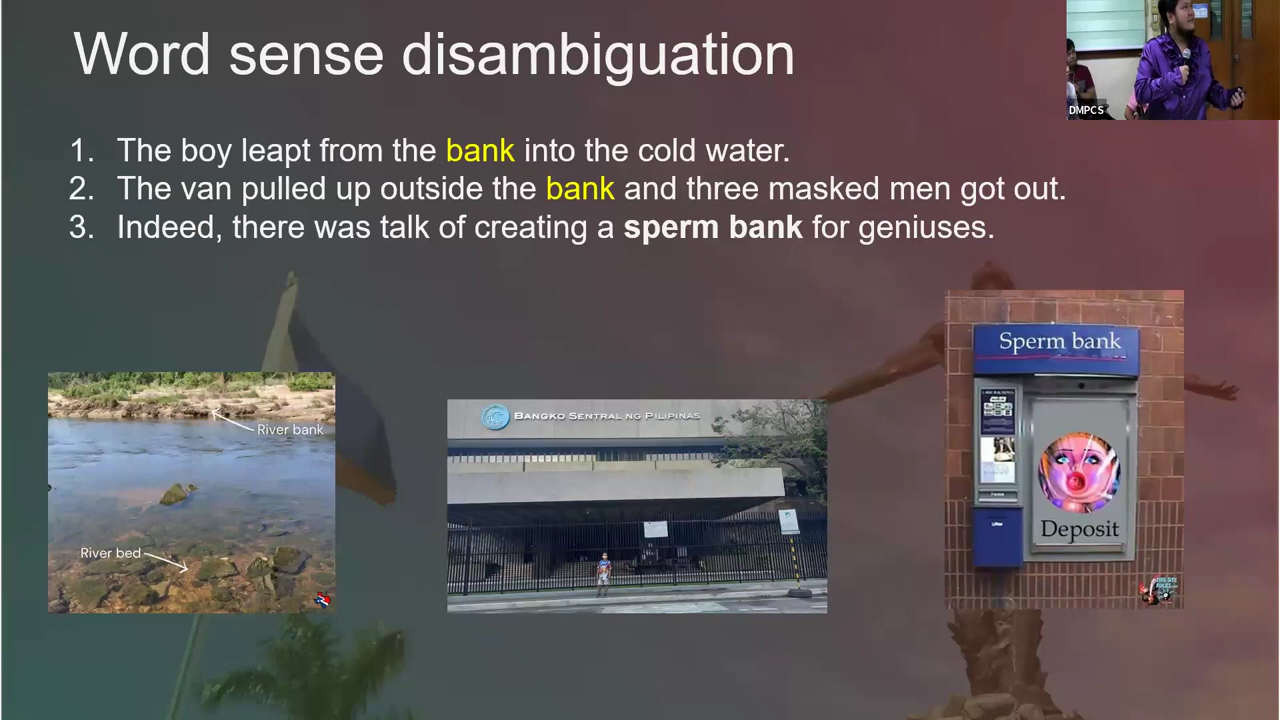 Word sense disambiguation
DMPCS
1. The boy leapt from the bank into the cold water.
2. The van pulled up outside the bank and three masked men got out.
3. Indeed, there was talk of creating a sperm bank for geniuses.
River bank
River bed
BANGKO SENTRAL NG PILIPINAS
Sperm bank
Deposit